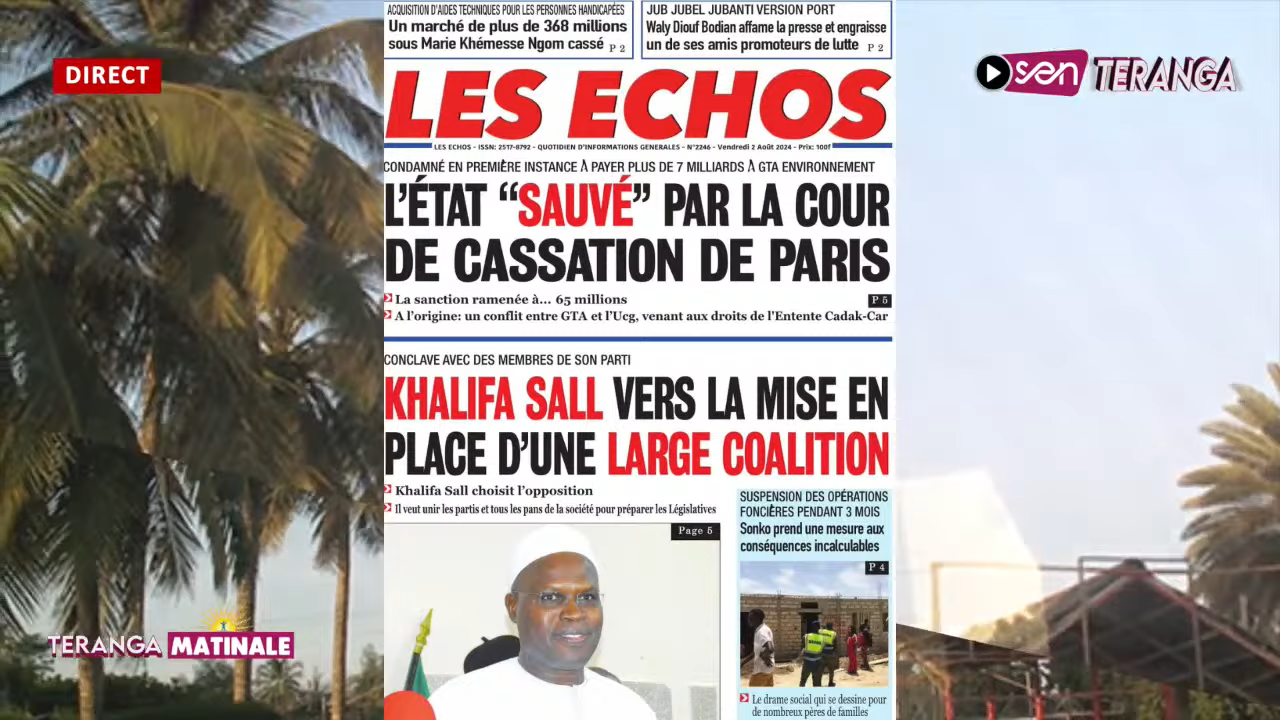 DIRECT
sen TERANGA
ACQUISITION D'AIDES TECHNIQUES POUR LES PERSONNES HANDICAPÉES
Un marché de plus de 368 millions
sous Marie Khémesse Ngom cassé P 2
JUB JUBEL JUBANTI VERSION PORT
Waly Diouf Bodian affame la presse et engraisse
un de ses amis promoteurs de lutte P 2
LES ECHOS
LES ECHOS - ISSN: 2517-8792 - QUOTIDIEN D'INFORMATIONS GENERALES - N°2246 - Vendredi 2 Août 2024 - Prix: 100f
CONDAMNÉ EN PREMIÈRE INSTANCE À PAYER PLUS DE 7 MILLIARDS À GTA ENVIRONNEMENT
L'ÉTAT “SAUVÉ” PAR LA COUR
DE CASSATION DE PARIS
La sanction ramenée à... 65 millions
P 5
A l'origine: un conflit entre GTA et l'Ucg, venant aux droits de l'Entente Cadak-Car
CONCLAVE AVEC DES MEMBRES DE SON PARTI
KHALIFA SALL VERS LA MISE EN
PLACE D'UNE LARGE COALITION
Khalifa Sall choisit l'opposition
Il veut unir les partis et tous les pans de la société pour préparer les Législatives
Page 5
SUSPENSION DES OPÉRATIONS
FONCIÈRES PENDANT 3 MOIS
Sonko prend une mesure aux
conséquences incalculables
P 4
Le drame social qui se dessine pour
de nombreux pères de familles
TERANGA MATINALE